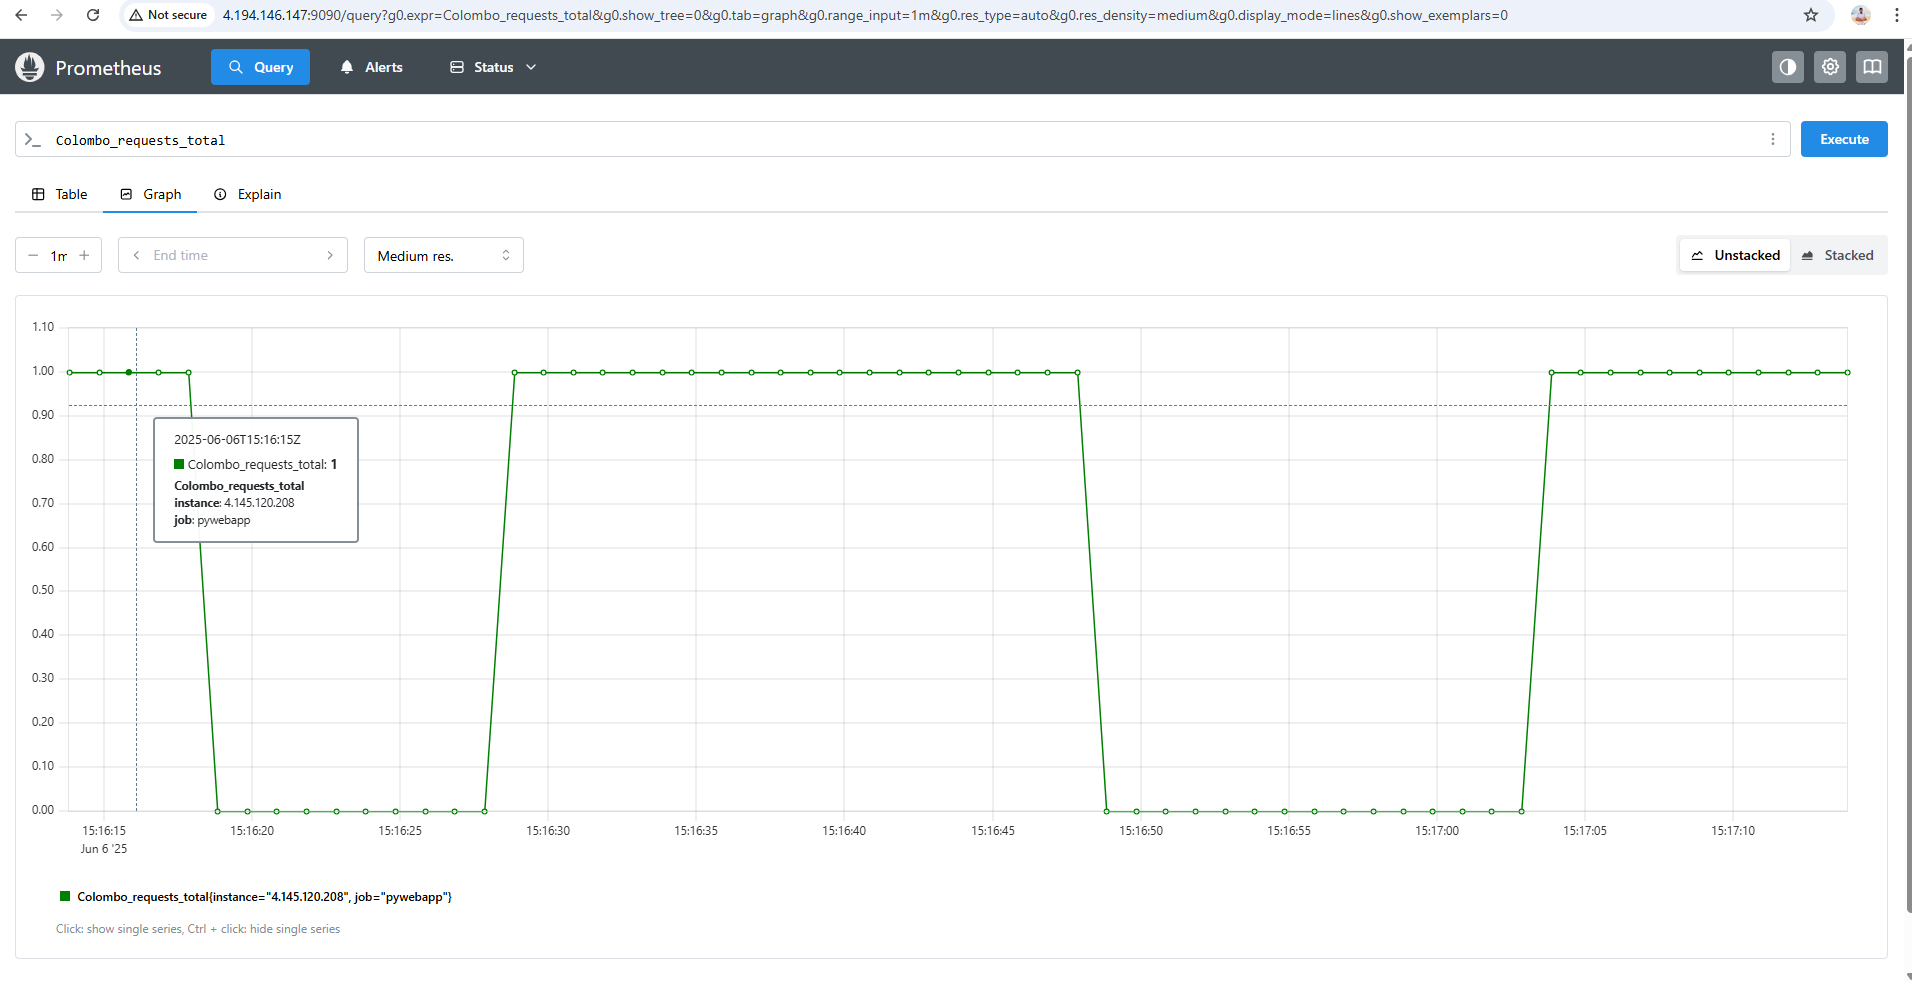 Not secure
4.194.146.147:9090/query?g0.expr=Colombo_requests_total&g0.show_tree=0&g0.tab=graph&g0.range_input=1m&g0.res_type=auto&g0.res_density=medium&g0.display_mode=lines&g0.show_exemplars=0
Prometheus
Query
Alerts
Status
>_ Colombo_requests_total
Execute
Table
Graph
Explain
1m
End time
Medium res.
Unstacked
Stacked
1.10
1.00
0.90
0.80
0.70
0.60
0.50
0.40
0.30
0.20
0.10
0.00
2025-06-06T15:16:15Z
Colombo_requests_total: 1
Colombo_requests_total
instance: 4.145.120.208
job: pywebapp
15:16:15
15:16:20
15:16:25
15:16:30
15:16:35
15:16:40
15:16:45
15:16:50
15:16:55
15:17:00
15:17:05
15:17:10
Jun 6 '25
Colombo_requests_total{instance="4.145.120.208", job="pywebapp"}
Click: show single series, Ctrl + click: hide single series